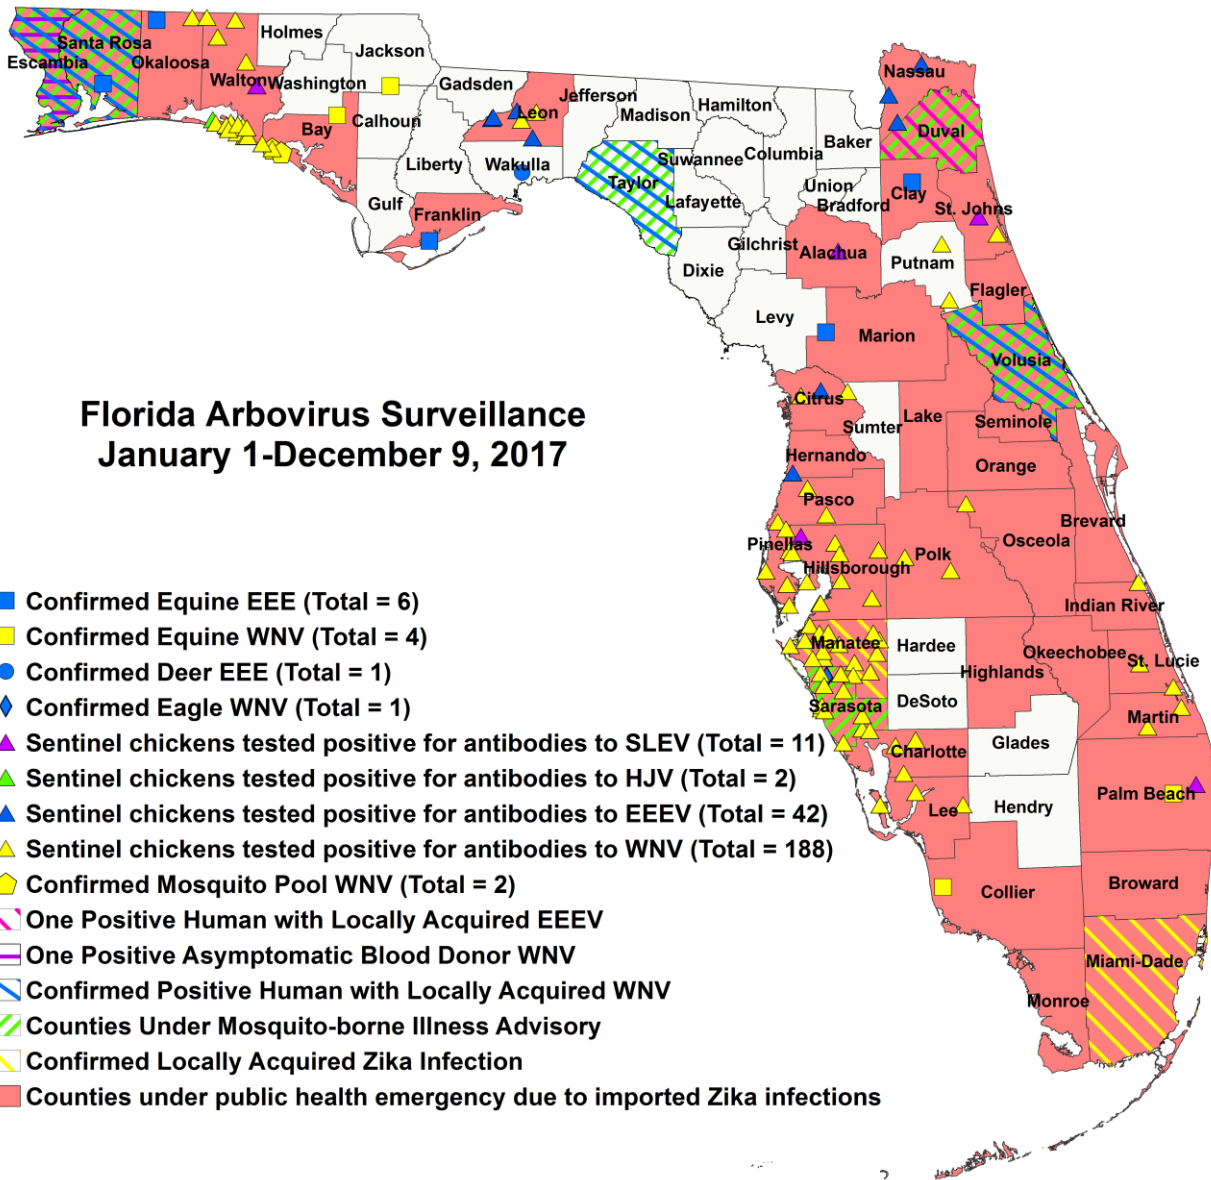 Holmes
Jackson
Santa Rosa
Escambia
Okaloosa
Walton
Washington
Gadsden
Leon
Jefferson
Madison
Hamilton
Nassau
Duval
Bay
Calhoun
Liberty
Wakulla
Taylor
Suwannee
Columbia
Baker
Union
Bradford
Clay
St. Johns
Gulf
Franklin
Lafayette
Gilchrist
Alachua
Putnam
Dixie
Flagler
Levy
Marion
Volusia
Citrus
Sumter
Lake
Seminole
Hernando
Orange
Florida Arbovirus Surveillance
January 1-December 9, 2017
Pasco
Brevard
Pinellas
Hillsborough
Polk
Osceola
Indian River
Manatee
Hardee
Highlands
Okeechobee
St. Lucie
Sarasota
DeSoto
Martin
Charlotte
Glades
Lee
Hendry
Palm Beach
Collier
Broward
Miami-Dade
Monroe
Confirmed Equine EEE (Total = 6)
Confirmed Equine WNV (Total = 4)
Confirmed Deer EEE (Total = 1)
Confirmed Eagle WNV (Total = 1)
Sentinel chickens tested positive for antibodies to SLEV (Total = 11)
Sentinel chickens tested positive for antibodies to HJV (Total = 2)
Sentinel chickens tested positive for antibodies to EEEV (Total = 42)
Sentinel chickens tested positive for antibodies to WNV (Total = 188)
Confirmed Mosquito Pool WNV (Total = 2)
One Positive Human with Locally Acquired EEEV
One Positive Asymptomatic Blood Donor WNV
Confirmed Positive Human with Locally Acquired WNV
Counties Under Mosquito-borne Illness Advisory
Confirmed Locally Acquired Zika Infection
Counties under public health emergency due to imported Zika infections